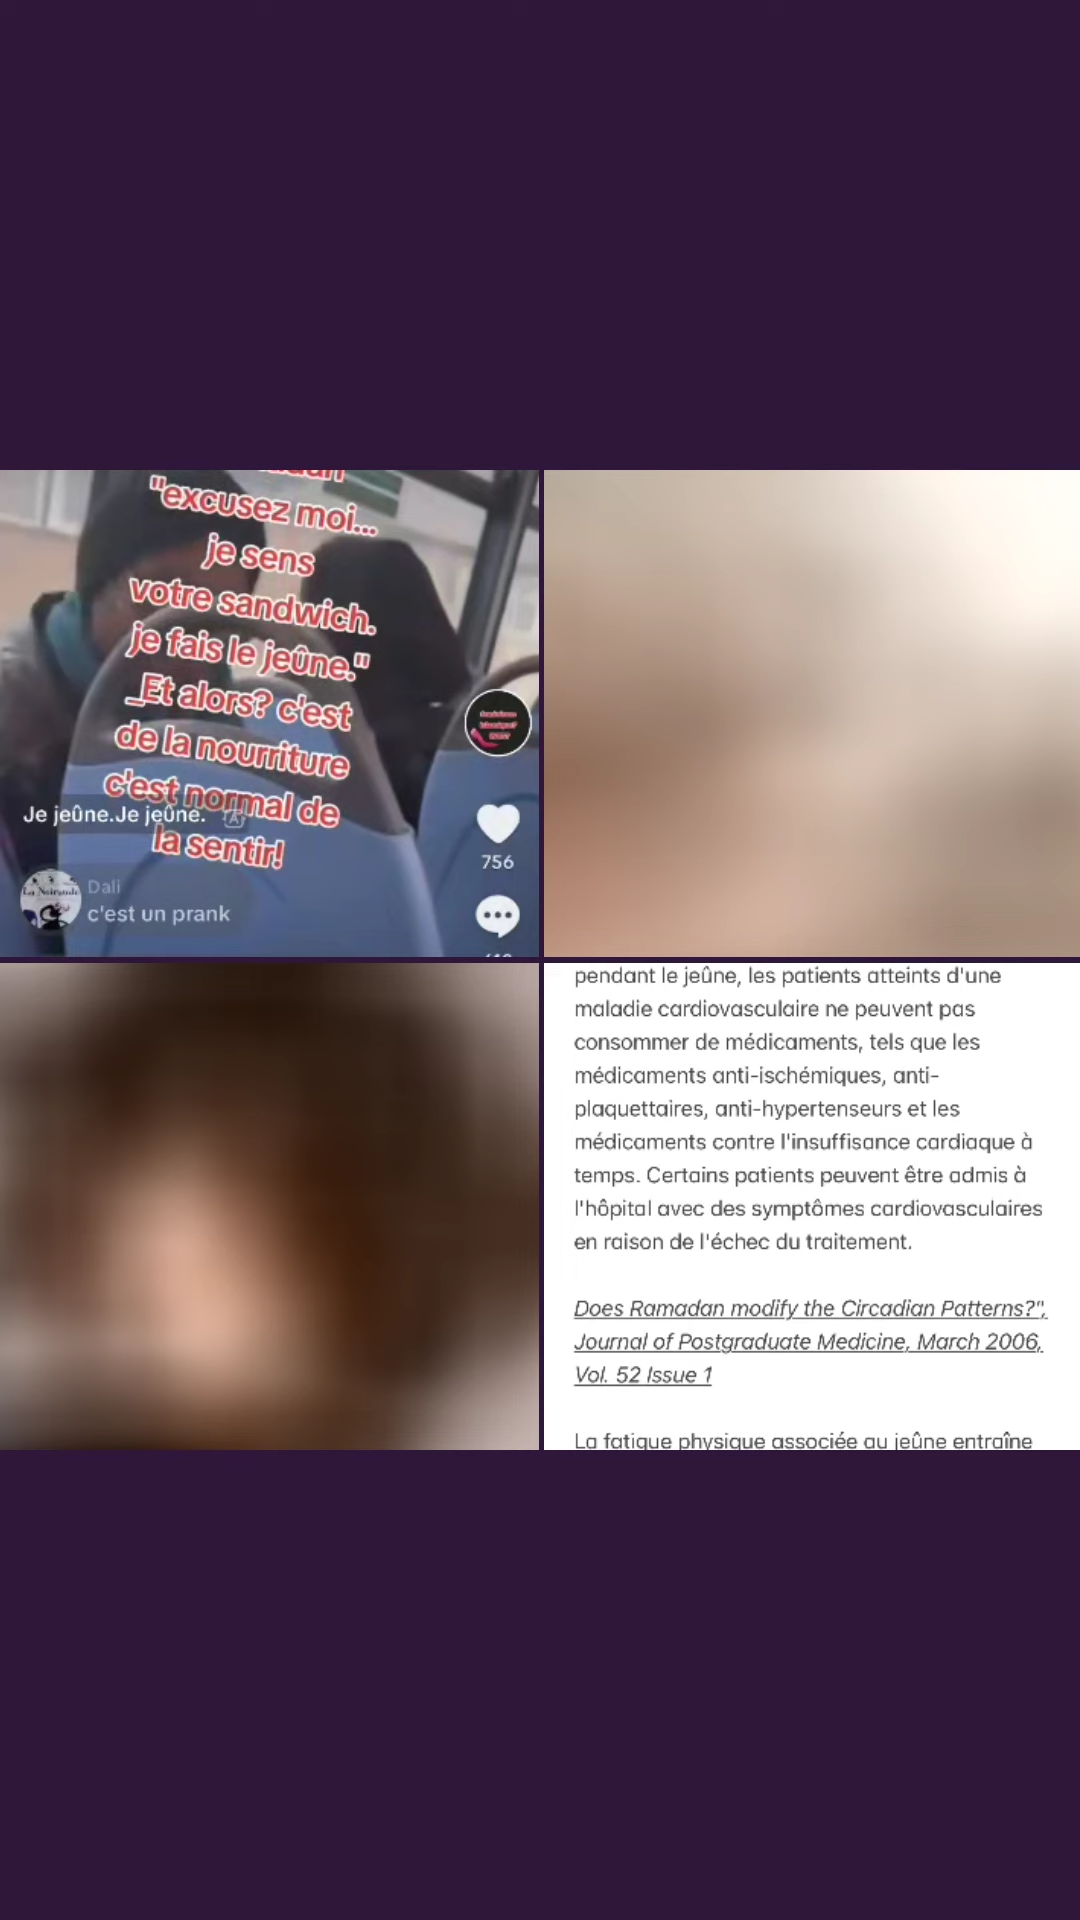 "excusez moi...
je sens
votre sandwich.
je fais le jeûne."
_Et alors? c'est
de la nourriture
c'est normal de
la sentir!
Je jeûne.Je jeûne.
756
Dali
c'est un prank
pendant le jeûne, les patients atteints d'une
maladie cardiovasculaire ne peuvent pas
consommer de médicaments, tels que les
médicaments anti-ischémiques, anti-
plaquettaires, anti-hypertenseurs et les
médicaments contre l'insuffisance cardiaque à
temps. Certains patients peuvent être admis à
l'hôpital avec des symptômes cardiovasculaires
en raison de l'échec du traitement.
Does Ramadan modify the Circadian Patterns?",
Journal of Postgraduate Medicine, March 2006,
Vol. 52 Issue 1
La fatigue physique associée au jeûne entraîne